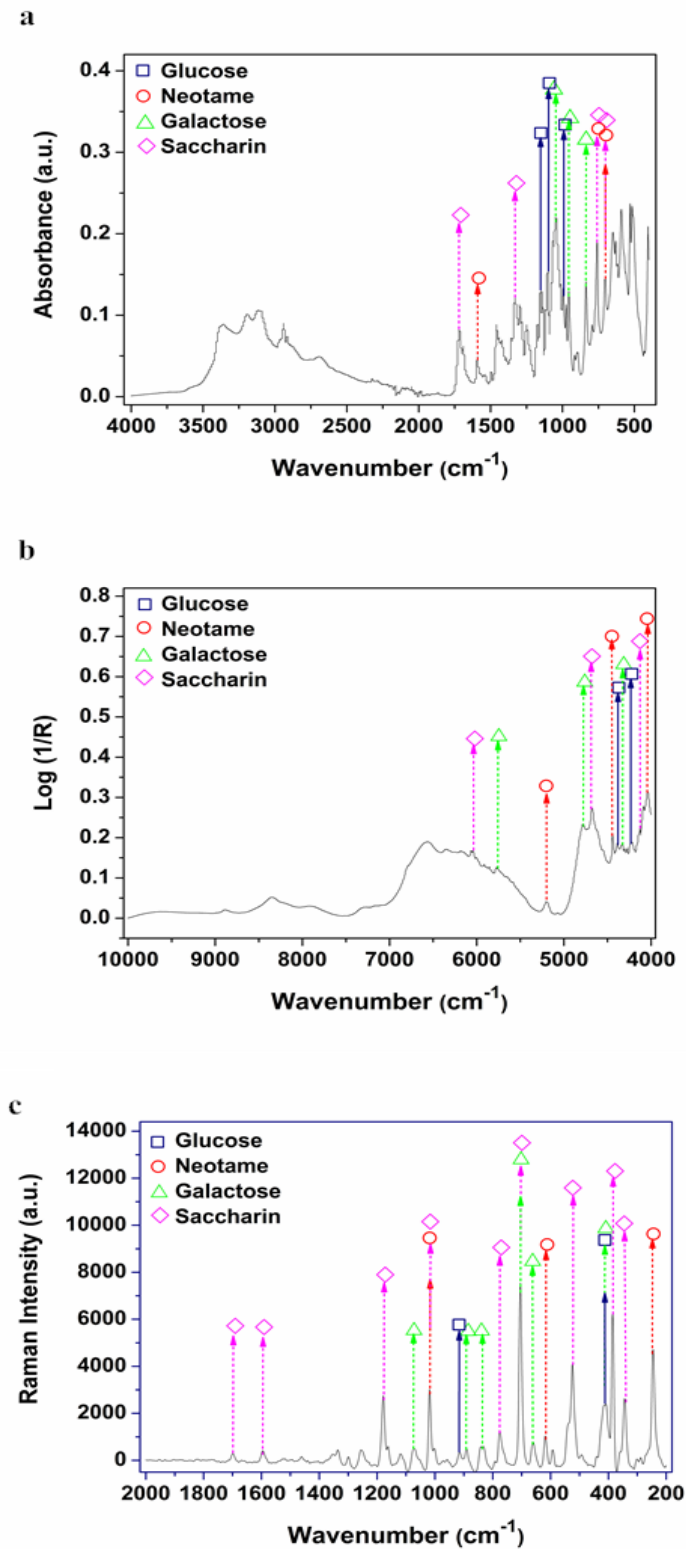 a
0.4
0.3
0.2
0.1
0.0
Absorbance (a.u.)
Glucose
Neotame
Galactose
Saccharin
4000 3500 3000 2500 2000 1500 1000 500
Wavenumber (cm⁻¹)
b
0.8
0.7
0.6
0.5
0.4
0.3
0.2
0.1
0.0
Log (1/R)
Glucose
Neotame
Galactose
Saccharin
10000 9000 8000 7000 6000 5000 4000
Wavenumber (cm⁻¹)
c
14000
12000
10000
8000
6000
4000
2000
0
Raman Intensity (a.u.)
Glucose
Neotame
Galactose
Saccharin
2000 1800 1600 1400 1200 1000 800 600 400 200
Wavenumber (cm⁻¹)